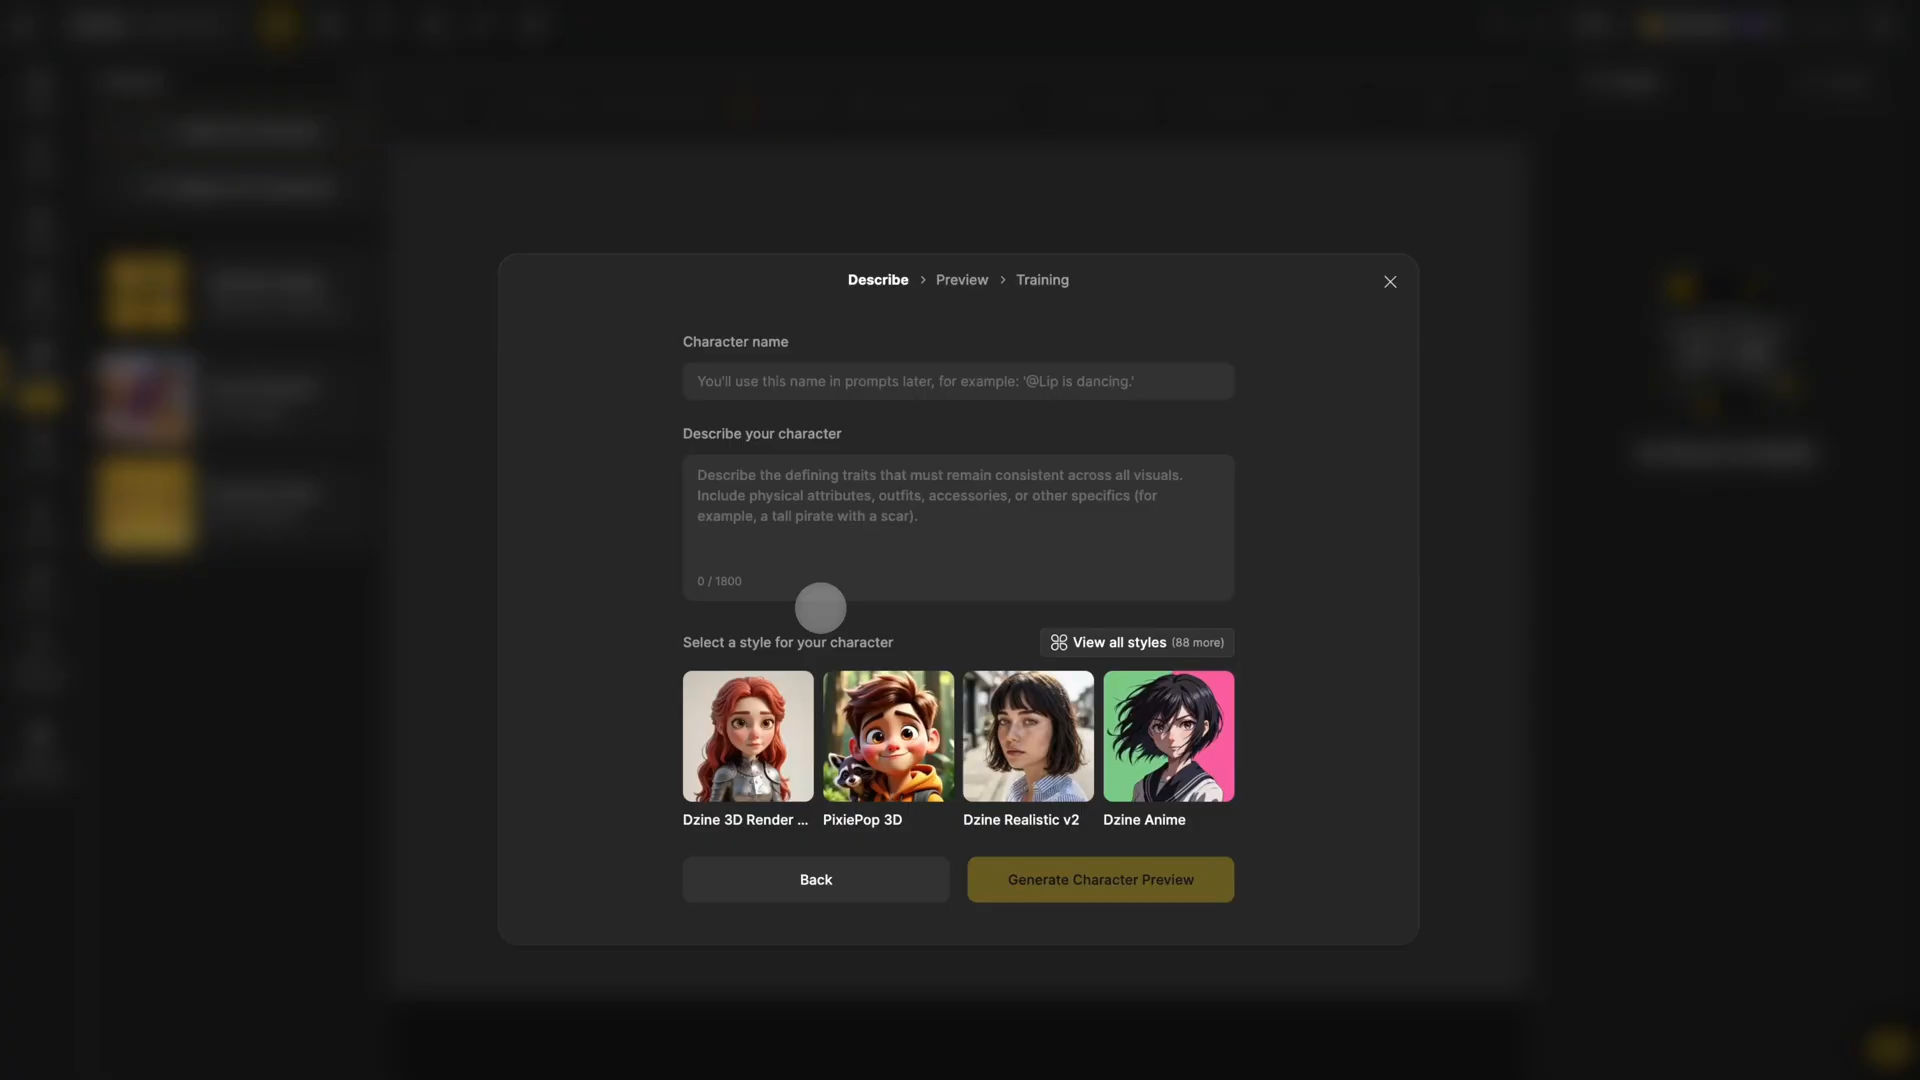 Describe > Preview > Training
Character name
You'll use this name in prompts later, for example: '@Lip is dancing.'
Describe your character
Describe the defining traits that must remain consistent across all visuals.
Include physical attributes, outfits, accessories, or other specifics (for
example, a tall pirate with a scar).
0 / 1800
Select a style for your character
View all styles (88 more)
Dzine 3D Render ...
PixiePop 3D
Dzine Realistic v2
Dzine Anime
Back
Generate Character Preview